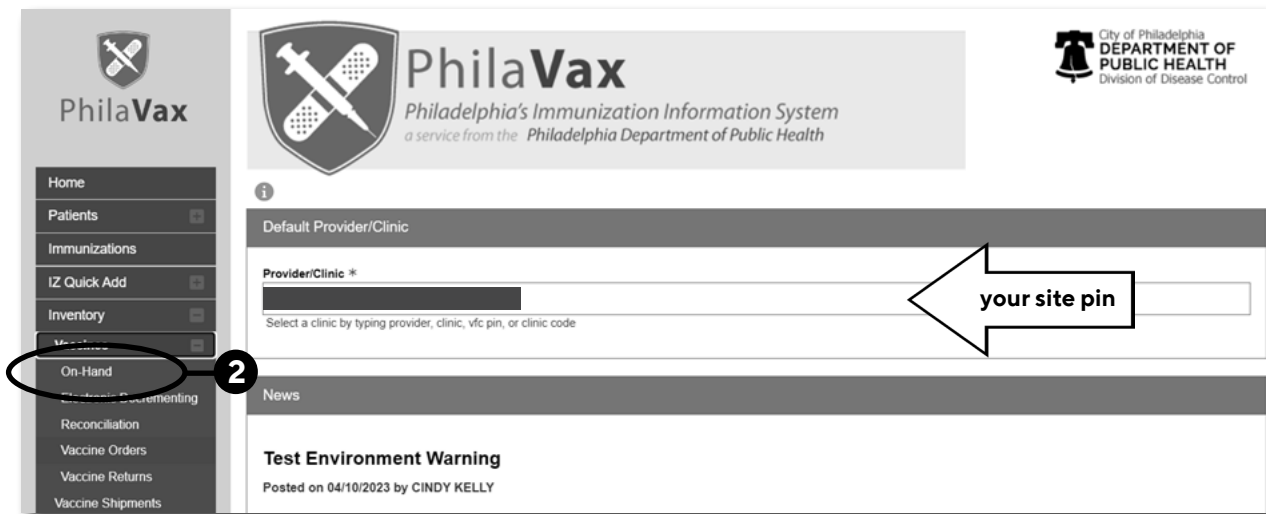 PhilaVax
Home
Patients
Immunizations
IZ Quick Add
Inventory
Vaccines
On-Hand
Electronic Decrementing
Reconciliation
Vaccine Orders
Vaccine Returns
Vaccine Shipments
2
PhilaVax
Philadelphia's Immunization Information System
a service from the Philadelphia Department of Public Health
City of Philadelphia
DEPARTMENT OF
PUBLIC HEALTH
Division of Disease Control
i
Default Provider/Clinic
Provider/Clinic *
your site pin
Select a clinic by typing provider, clinic, vfc pin, or clinic code
News
Test Environment Warning
Posted on 04/10/2023 by CINDY KELLY